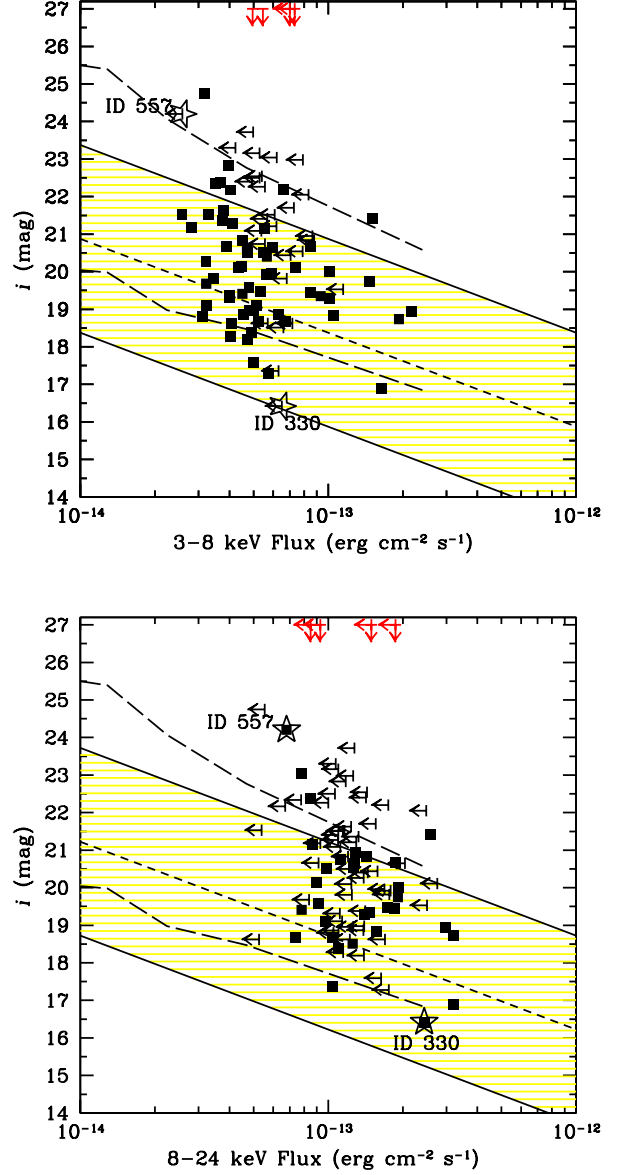 27
26
25
ID 557
24
23
22
21
i (mag)
20
19
18
17
16
ID 330
15
14
10⁻¹⁴ 10⁻¹³ 10⁻¹²
3–8 keV Flux (erg cm⁻² s⁻¹)
27
26
25
ID 557
24
23
22
21
i (mag)
20
19
18
17
16
ID 330
15
14
10⁻¹⁴ 10⁻¹³ 10⁻¹²
8–24 keV Flux (erg cm⁻² s⁻¹)